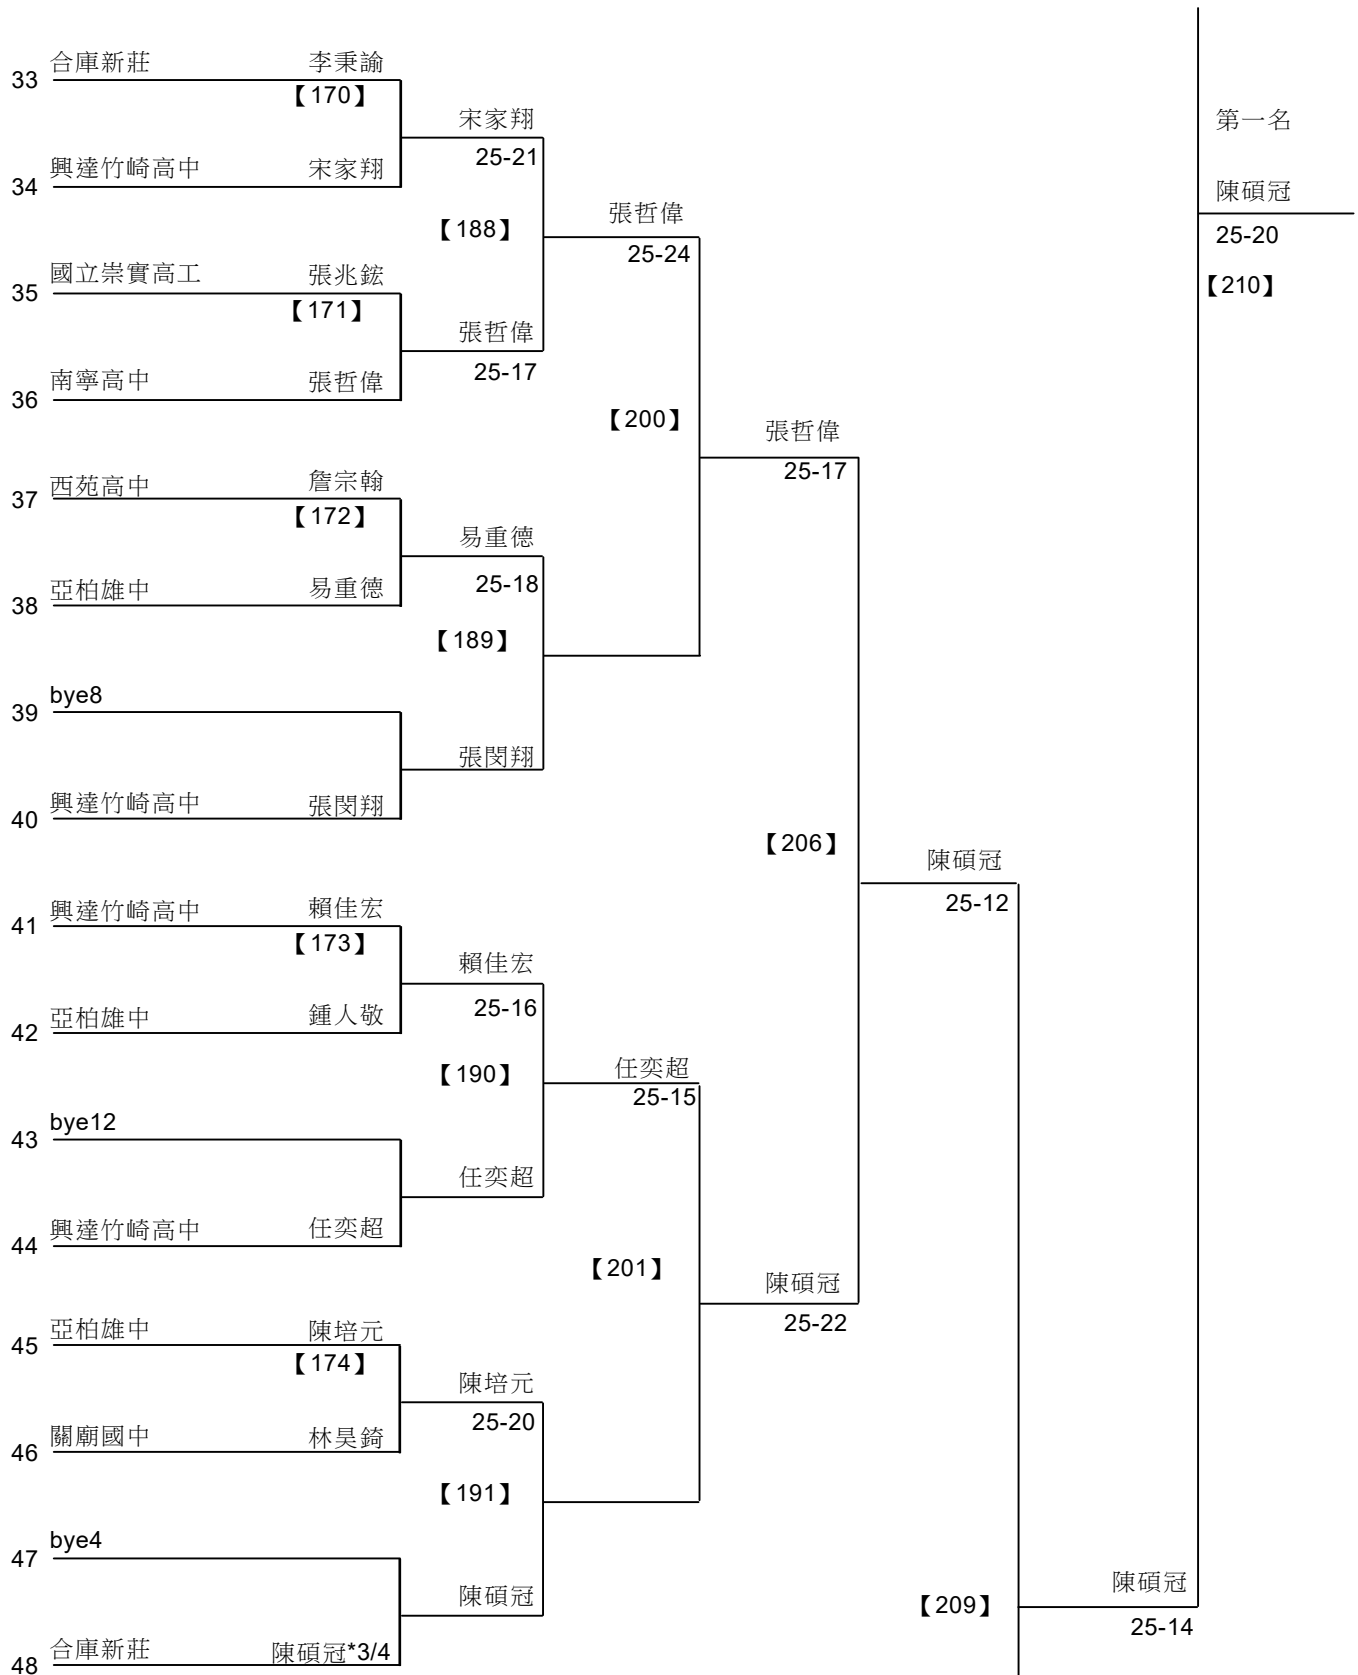 33 合庫新莊 李秉諭
【170】
宋家翔
25-21
34 興達竹崎高中 宋家翔
【188】
張哲偉
25-24
35 國立崇實高工 張兆鋐
【171】
張哲偉
25-17
36 南寧高中 張哲偉
【200】
張哲偉
25-17
37 西苑高中 詹宗翰
【172】
易重德
25-18
38 亞柏雄中 易重德
【189】
39 bye8
張閔翔
40 興達竹崎高中 張閔翔
【206】
陳碩冠
25-12
41 興達竹崎高中 賴佳宏
【173】
賴佳宏
25-16
42 亞柏雄中 鍾人敬
【190】
任奕超
25-15
43 bye12
任奕超
44 興達竹崎高中 任奕超
【201】
陳碩冠
25-22
45 亞柏雄中 陳培元
【174】
陳培元
25-20
46 關廟國中 林昊錡
【191】
47 bye4
陳碩冠
48 合庫新莊 陳碩冠*3/4
【209】
陳碩冠
25-14
第一名
陳碩冠
25-20
【210】